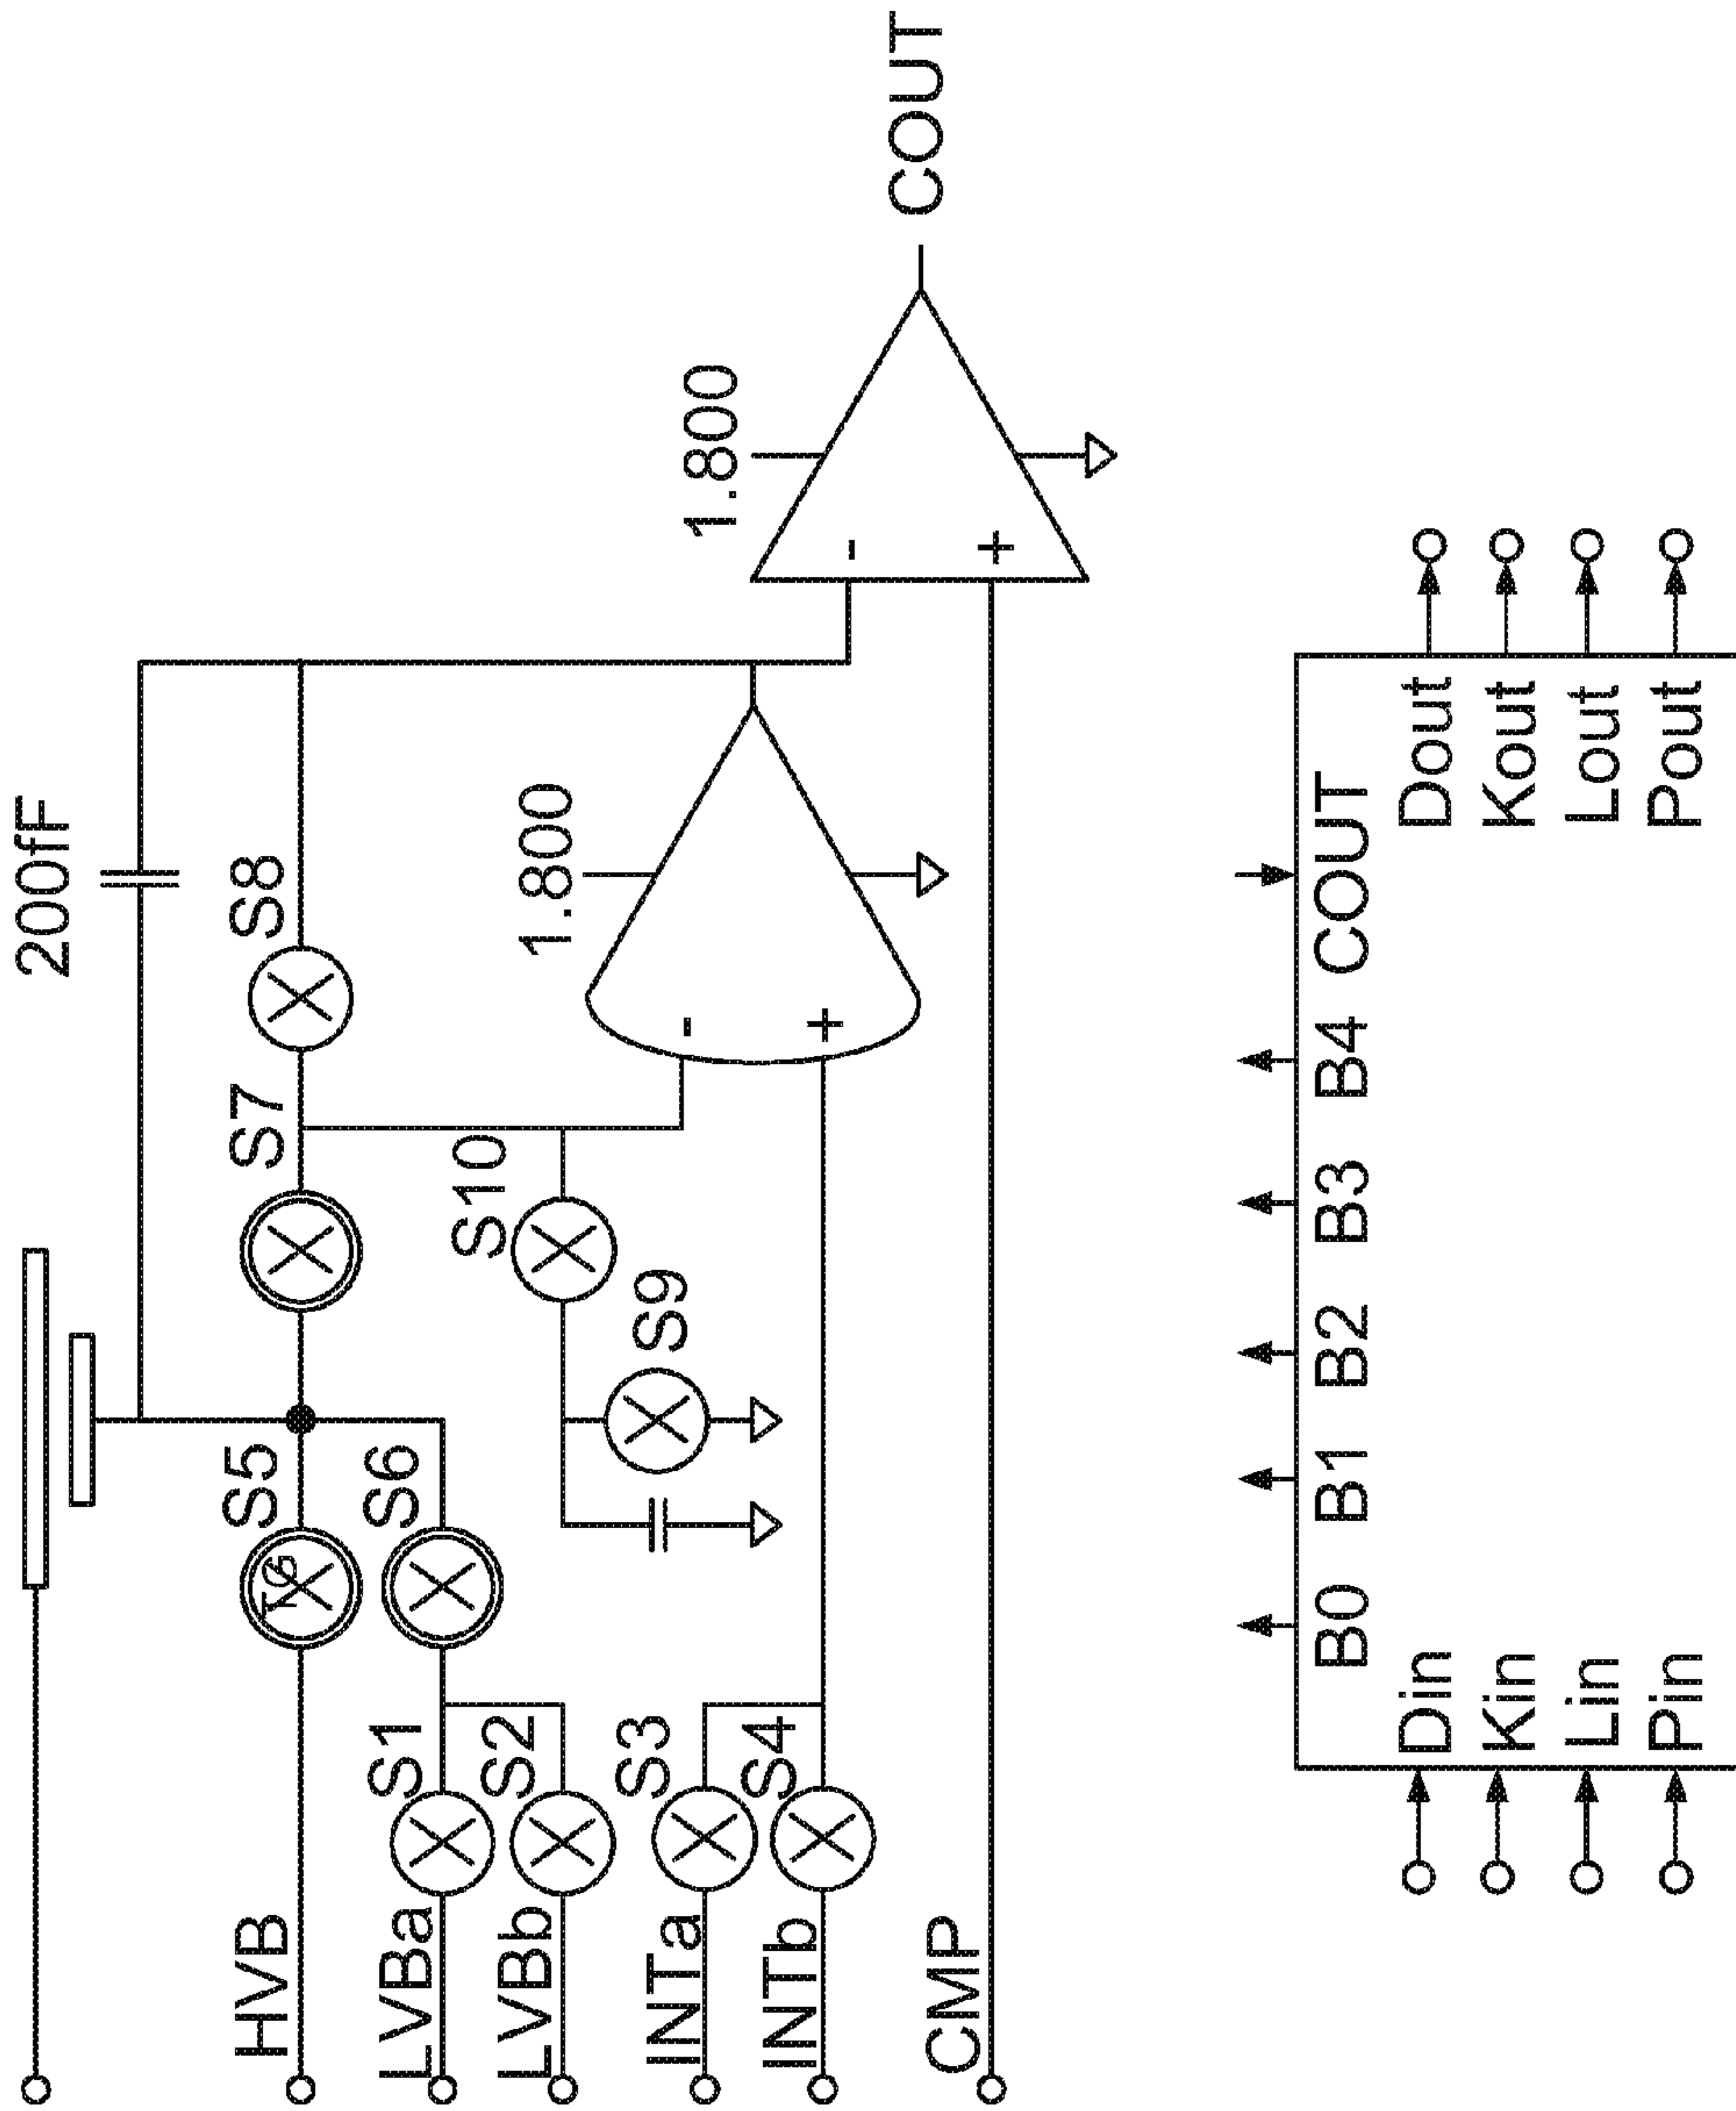 200fF
S5
S7
S8
TG
HVB
S6
S1
LVBa
S2
LVBb
S10
S9
1.800
-
+
S3
INTa
S4
INTb
1.800
-
+
COUT
CMP
B0 B1 B2 B3 B4 COUT
Din Dout
Kin Kout
Lin Lout
Pin Pout